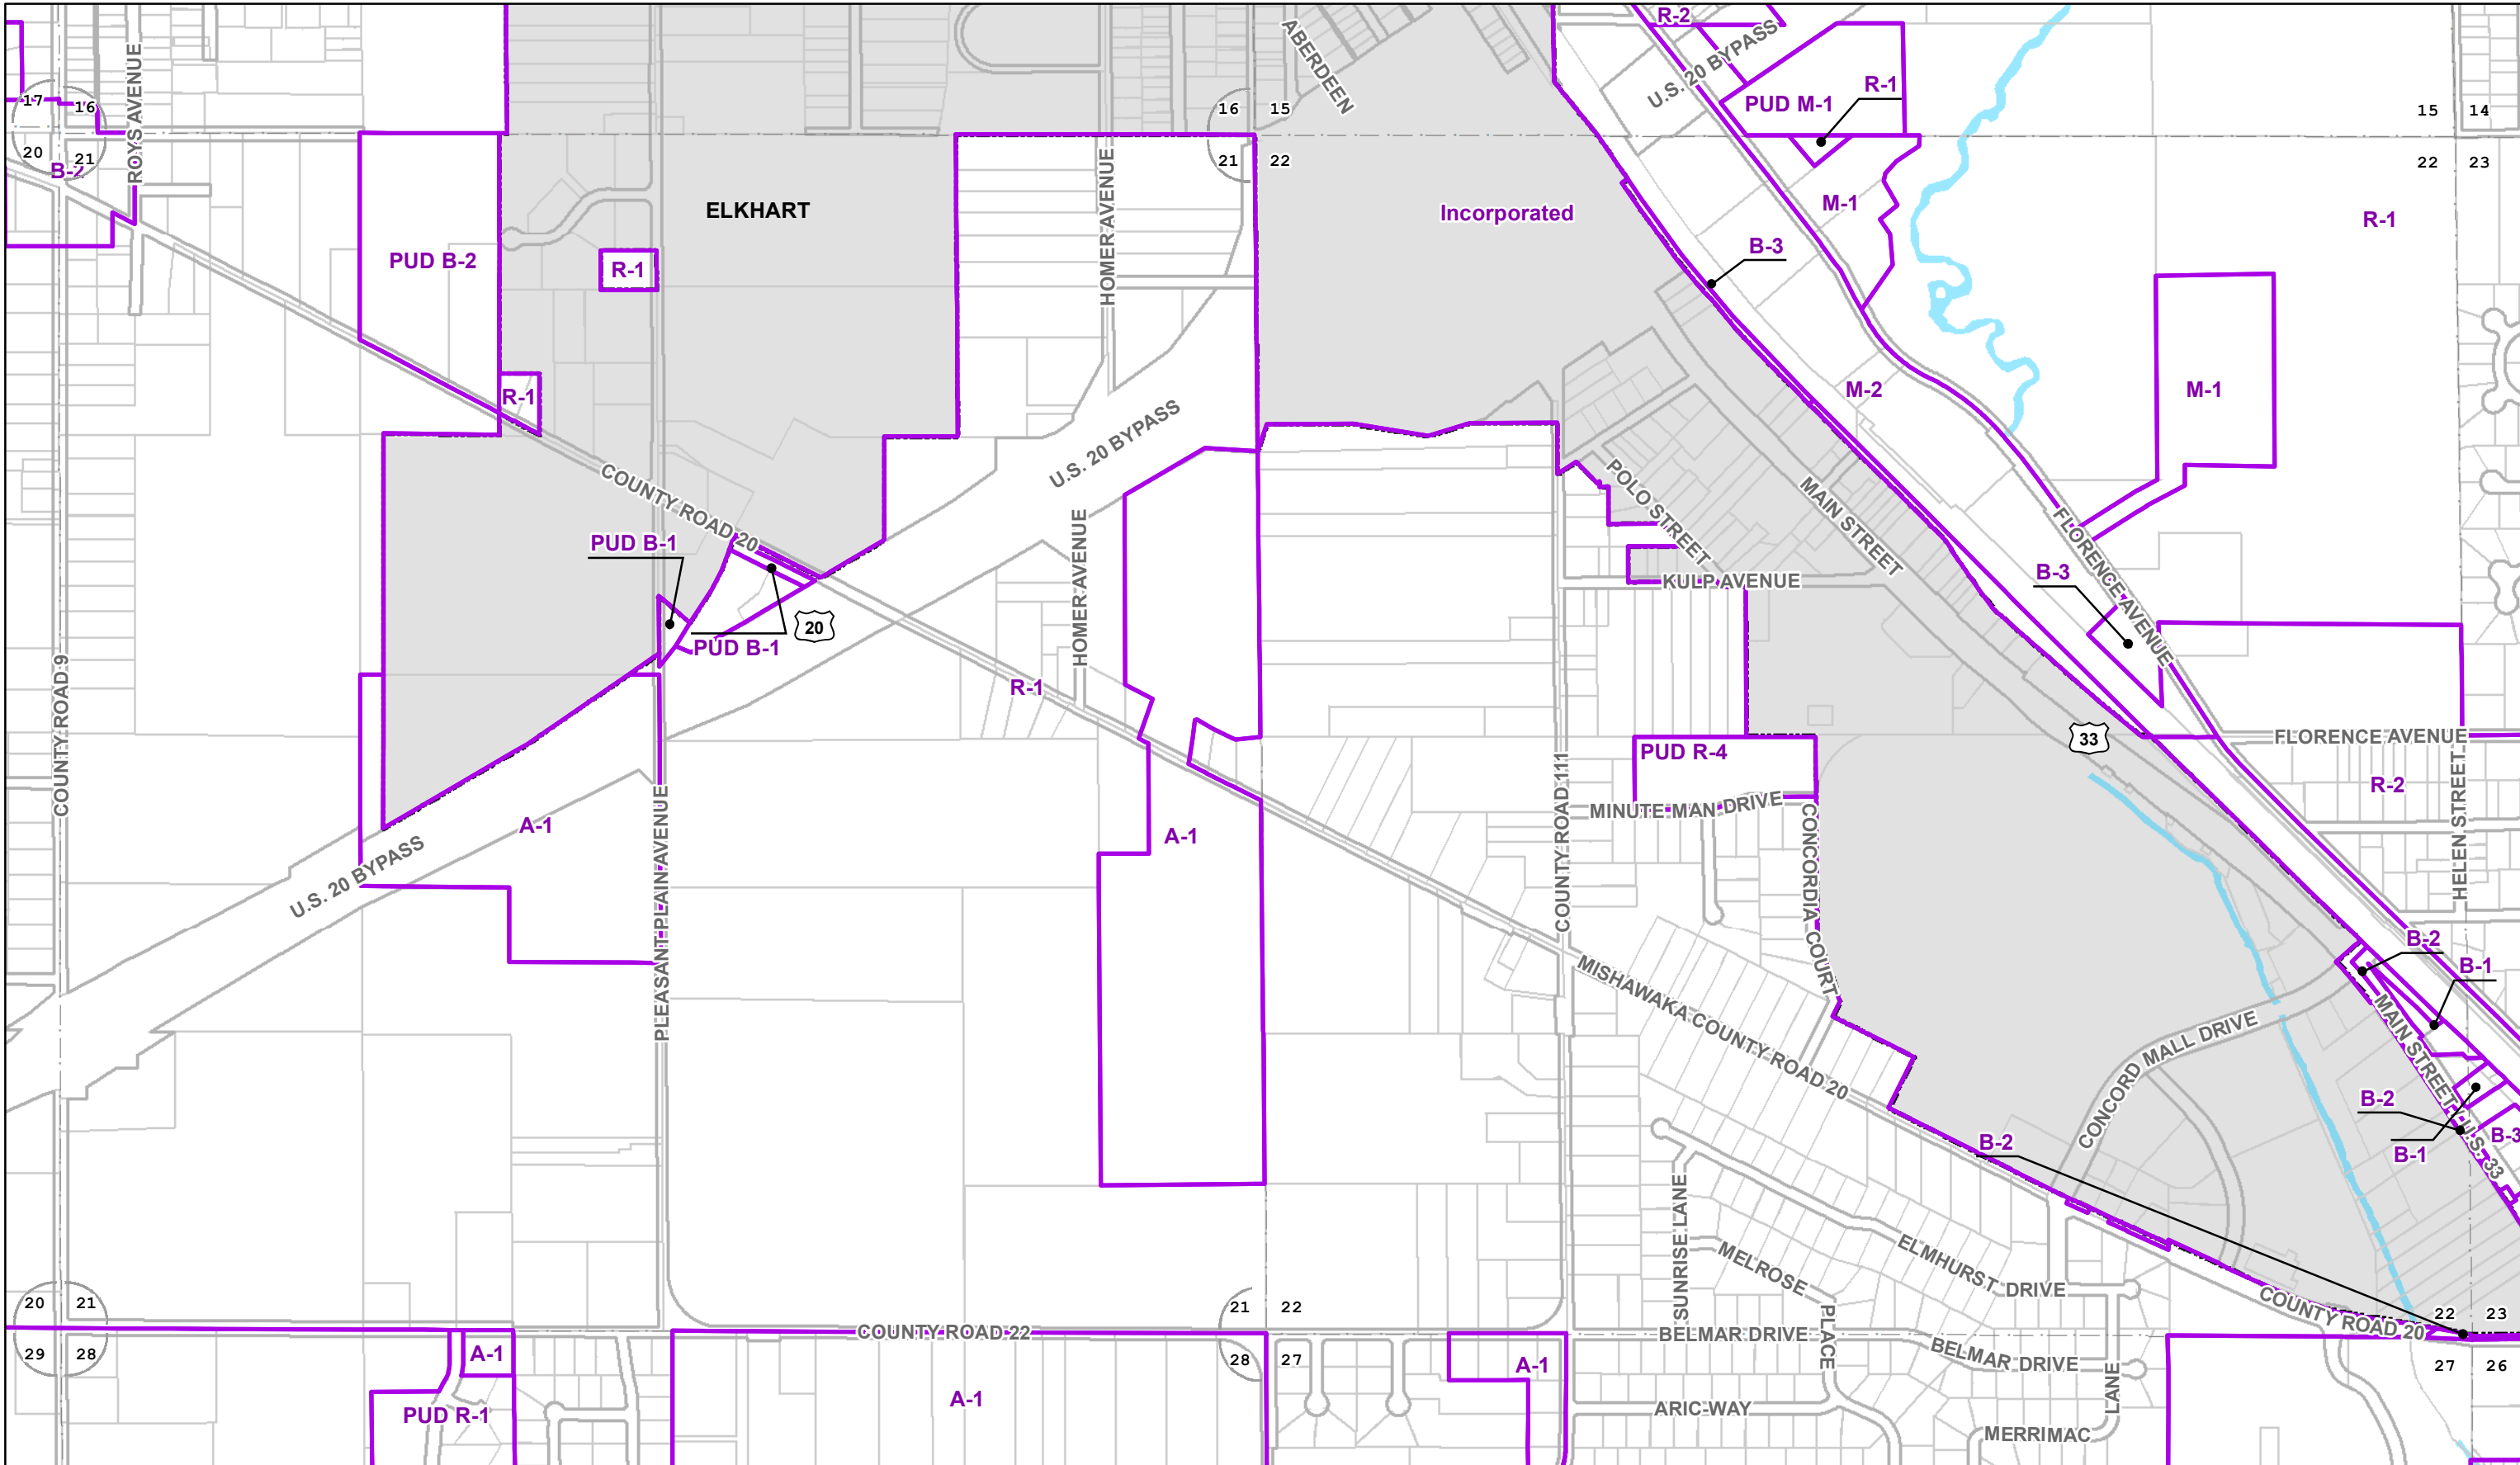 R-2
U.S. 20 BYPASS
ABERDEEN
ROYS AVENUE
R-1
PUD M-1
17
16
20
21
B-2
16
15
21
22
15
14
22
23
ELKHART
Incorporated
HOMER AVENUE
M-1
R-1
B-3
PUD B-2
R-1
R-1
M-2
M-1
U.S. 20 BYPASS
COUNTY ROAD 20
POLO STREET
MAIN STREET
FLORENCE AVENUE
PUD B-1
HOMER AVENUE
KULP AVENUE
B-3
20
PUD B-1
R-1
COUNTY ROAD 9
33
FLORENCE AVENUE
PUD R-4
R-2
HELEN STREET
MINUTE MAN DRIVE
COUNTY ROAD 111
CONCORDIA COURT
A-1
A-1
U.S. 20 BYPASS
PLEASANT PLAIN AVENUE
B-2
B-1
MISHAWAKA COUNTY ROAD 20
MAIN STREET U.S. 33
CONCORD MALL DRIVE
B-2
B-1
B-3
B-2
SUNRISE LANE
ELMHURST DRIVE
MELROSE PLACE
COUNTY ROAD 20
20
21
29
28
21
22
28
27
22
23
27
26
COUNTY ROAD 22
BELMAR DRIVE
BELMAR DRIVE
A-1
A-1
A-1
PUD R-1
LANE
ARIC WAY
MERRIMAC